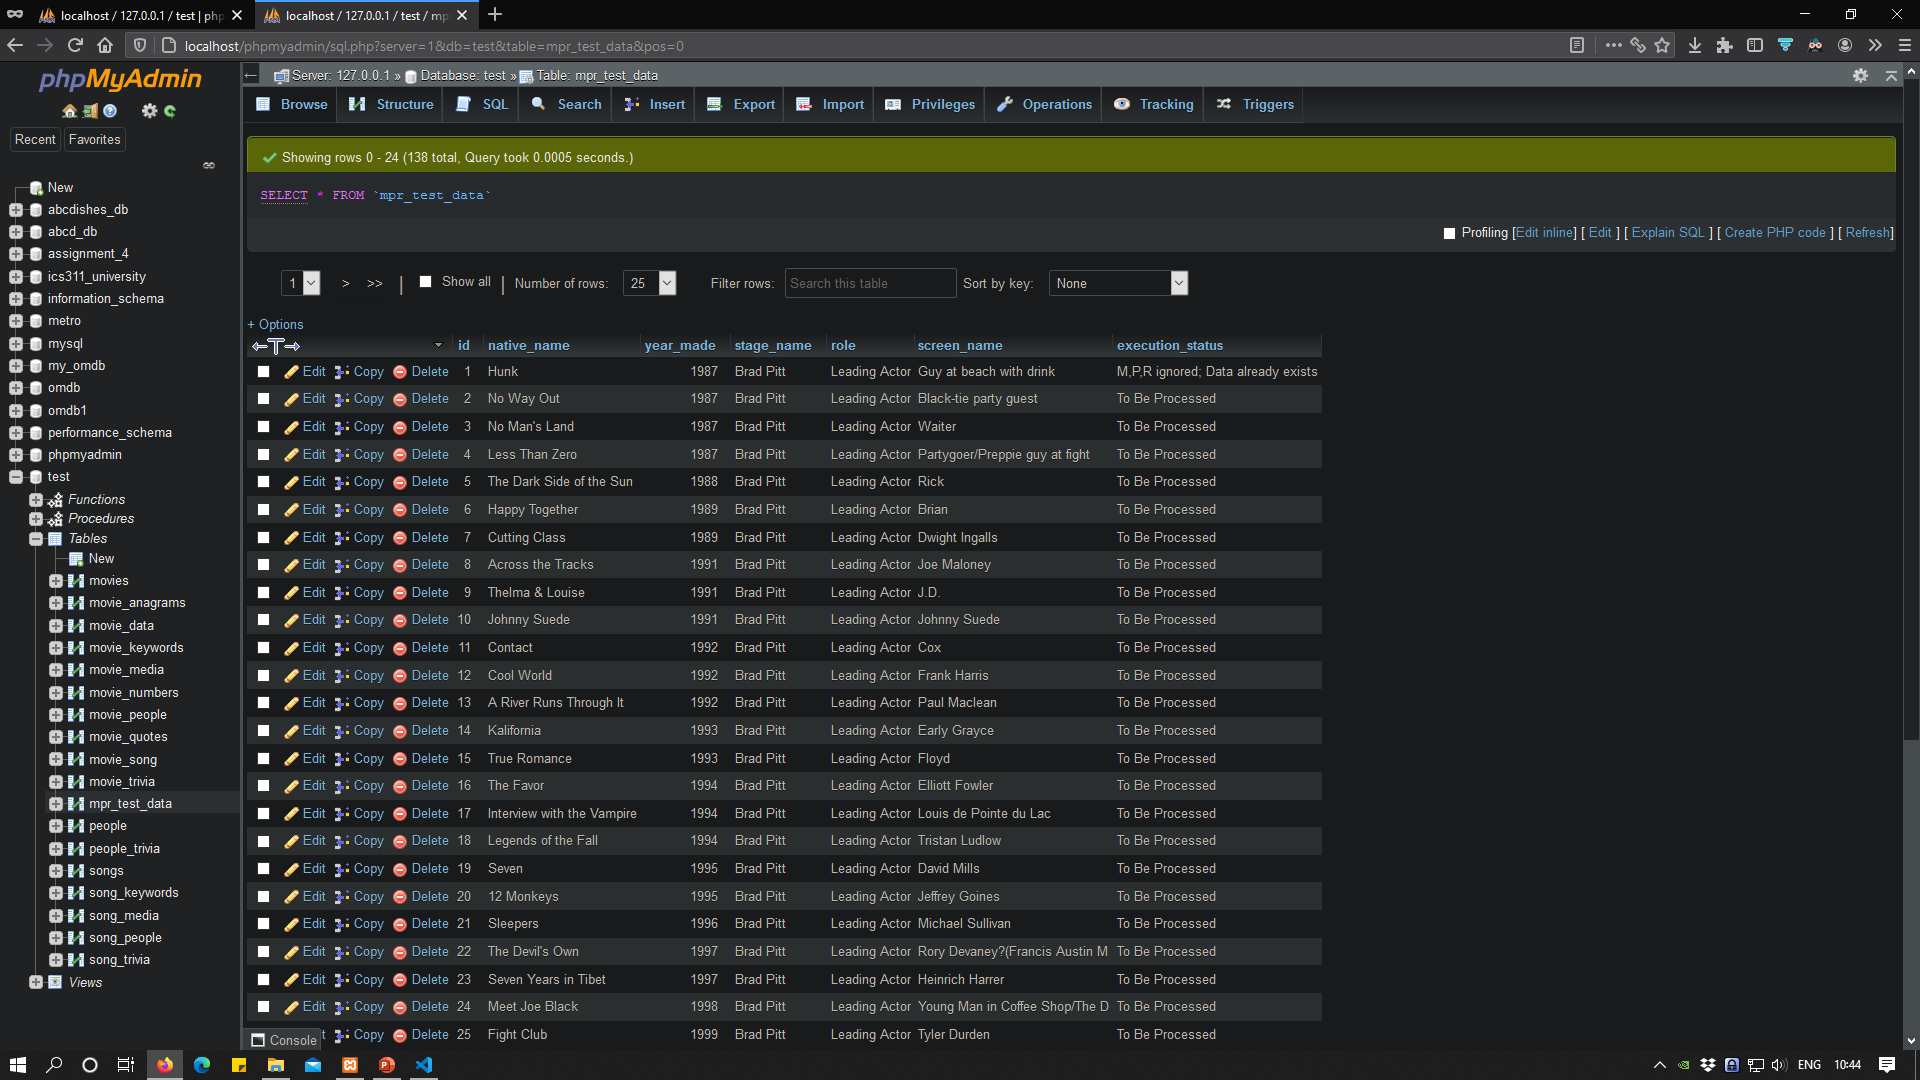 localhost / 127.0.0.1 / test | php
localhost / 127.0.0.1 / test / mp
localhost/phpmyadmin/sql.php?server=1&db=test&table=mpr_test_data&pos=0
phpMyAdmin
Recent Favorites
New
abcdishes_db
abcd_db
assignment_4
ics311_university
information_schema
metro
mysql
my_omdb
omdb
omdb1
performance_schema
phpmyadmin
test
Functions
Procedures
Tables
New
movies
movie_anagrams
movie_data
movie_keywords
movie_media
movie_numbers
movie_people
movie_quotes
movie_song
movie_trivia
mpr_test_data
people
people_trivia
songs
song_keywords
song_media
song_people
song_trivia
Views
Server: 127.0.0.1 » Database: test » Table: mpr_test_data
Browse Structure SQL Search Insert Export Import Privileges Operations Tracking Triggers
Showing rows 0 - 24 (138 total, Query took 0.0005 seconds.)
SELECT * FROM `mpr_test_data`
Profiling [Edit inline] [ Edit ] [ Explain SQL ] [ Create PHP code ] [ Refresh]
1 > >> | Show all | Number of rows: 25 Filter rows: Search this table Sort by key: None
+ Options
id native_name year_made stage_name role screen_name execution_status
Edit Copy Delete 1 Hunk 1987 Brad Pitt Leading Actor Guy at beach with drink M,P,R ignored; Data already exists
Edit Copy Delete 2 No Way Out 1987 Brad Pitt Leading Actor Black-tie party guest To Be Processed
Edit Copy Delete 3 No Man's Land 1987 Brad Pitt Leading Actor Waiter To Be Processed
Edit Copy Delete 4 Less Than Zero 1987 Brad Pitt Leading Actor Partygoer/Preppie guy at fight To Be Processed
Edit Copy Delete 5 The Dark Side of the Sun 1988 Brad Pitt Leading Actor Rick To Be Processed
Edit Copy Delete 6 Happy Together 1989 Brad Pitt Leading Actor Brian To Be Processed
Edit Copy Delete 7 Cutting Class 1989 Brad Pitt Leading Actor Dwight Ingalls To Be Processed
Edit Copy Delete 8 Across the Tracks 1991 Brad Pitt Leading Actor Joe Maloney To Be Processed
Edit Copy Delete 9 Thelma & Louise 1991 Brad Pitt Leading Actor J.D. To Be Processed
Edit Copy Delete 10 Johnny Suede 1991 Brad Pitt Leading Actor Johnny Suede To Be Processed
Edit Copy Delete 11 Contact 1992 Brad Pitt Leading Actor Cox To Be Processed
Edit Copy Delete 12 Cool World 1992 Brad Pitt Leading Actor Frank Harris To Be Processed
Edit Copy Delete 13 A River Runs Through It 1992 Brad Pitt Leading Actor Paul Maclean To Be Processed
Edit Copy Delete 14 Kalifornia 1993 Brad Pitt Leading Actor Early Grayce To Be Processed
Edit Copy Delete 15 True Romance 1993 Brad Pitt Leading Actor Floyd To Be Processed
Edit Copy Delete 16 The Favor 1994 Brad Pitt Leading Actor Elliott Fowler To Be Processed
Edit Copy Delete 17 Interview with the Vampire 1994 Brad Pitt Leading Actor Louis de Pointe du Lac To Be Processed
Edit Copy Delete 18 Legends of the Fall 1994 Brad Pitt Leading Actor Tristan Ludlow To Be Processed
Edit Copy Delete 19 Seven 1995 Brad Pitt Leading Actor David Mills To Be Processed
Edit Copy Delete 20 12 Monkeys 1995 Brad Pitt Leading Actor Jeffrey Goines To Be Processed
Edit Copy Delete 21 Sleepers 1996 Brad Pitt Leading Actor Michael Sullivan To Be Processed
Edit Copy Delete 22 The Devil's Own 1997 Brad Pitt Leading Actor Rory Devaney?(Francis Austin M To Be Processed
Edit Copy Delete 23 Seven Years in Tibet 1997 Brad Pitt Leading Actor Heinrich Harrer To Be Processed
Edit Copy Delete 24 Meet Joe Black 1998 Brad Pitt Leading Actor Young Man in Coffee Shop/The D To Be Processed
t Copy Delete 25 Fight Club 1999 Brad Pitt Leading Actor Tyler Durden To Be Processed
Console
ENG 10:44